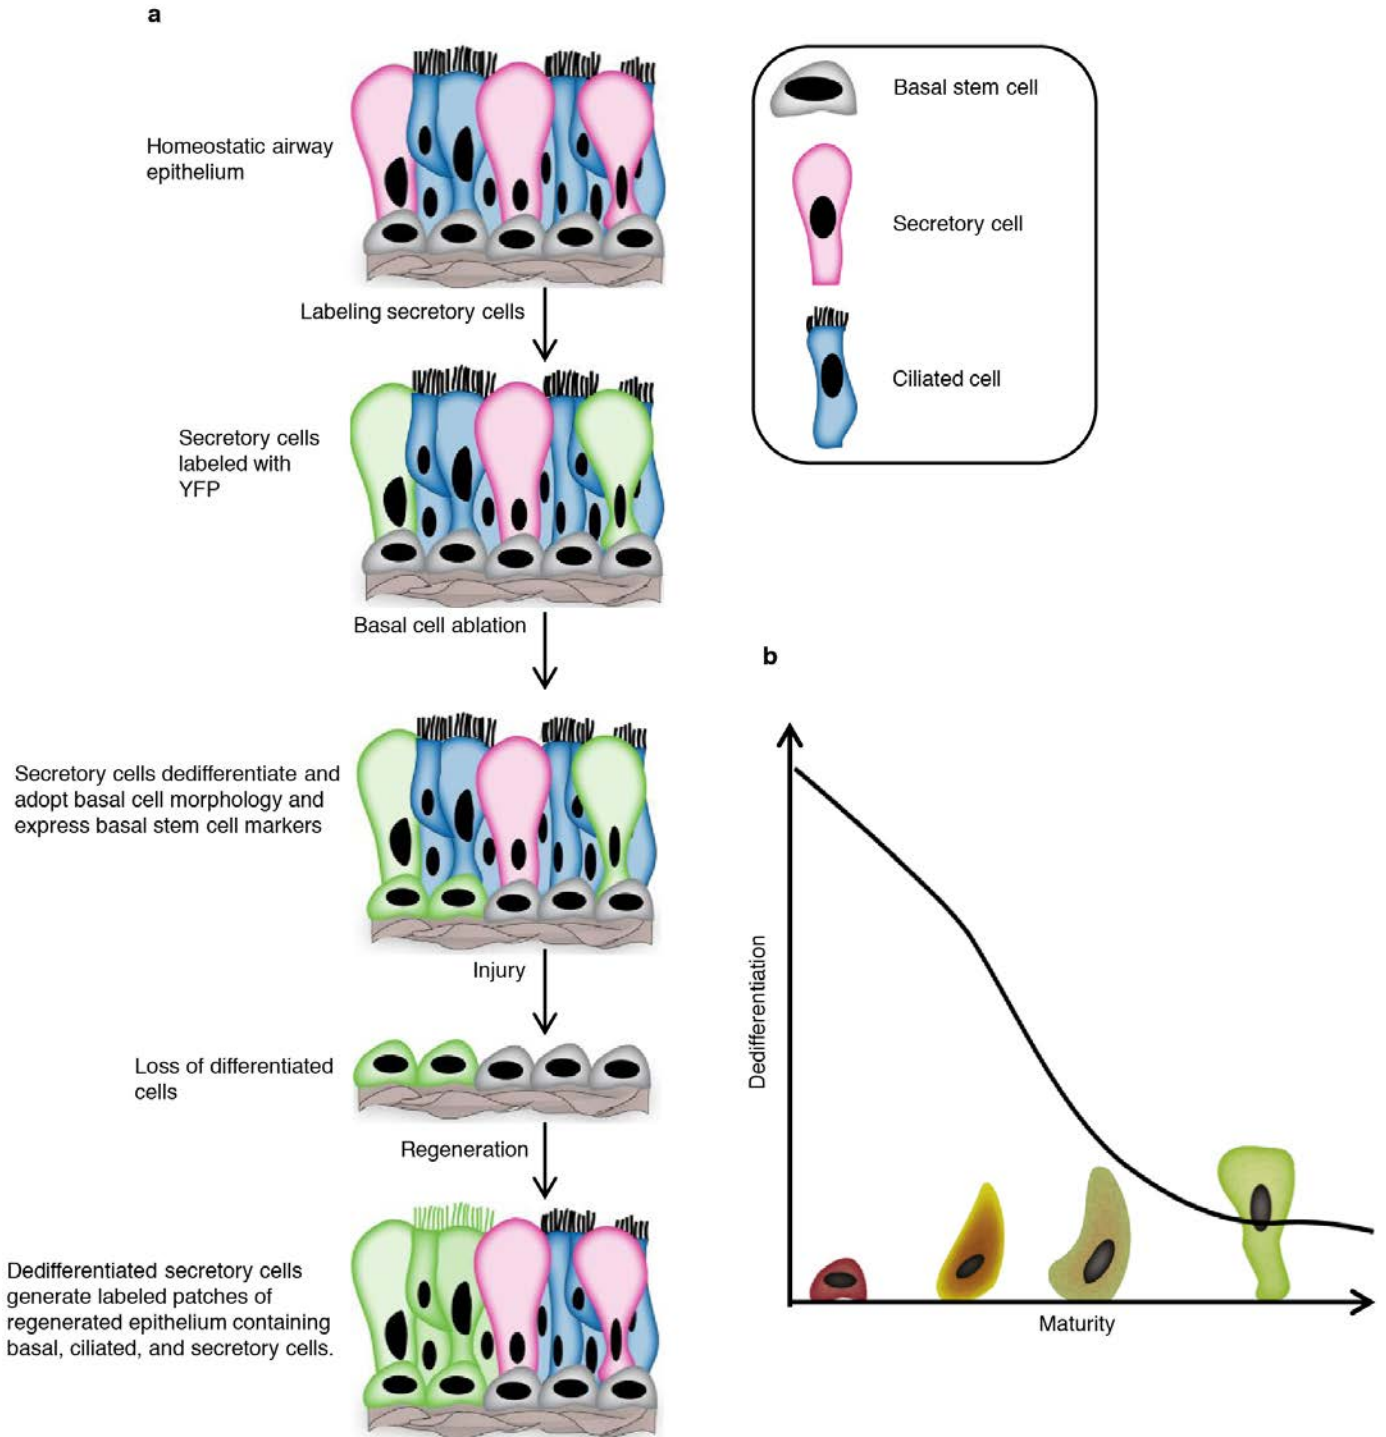 a
Homeostatic airway
epithelium
Labeling secretory cells
Secretory cells
labeled with
YFP
Basal cell ablation
Secretory cells dedifferentiate and
adopt basal cell morphology and
express basal stem cell markers
Injury
Loss of differentiated
cells
Regeneration
Dedifferentiated secretory cells
generate labeled patches of
regenerated epithelium containing
basal, ciliated, and secretory cells.
Basal stem cell
Secretory cell
Ciliated cell
b
Dedifferentiation
Maturity